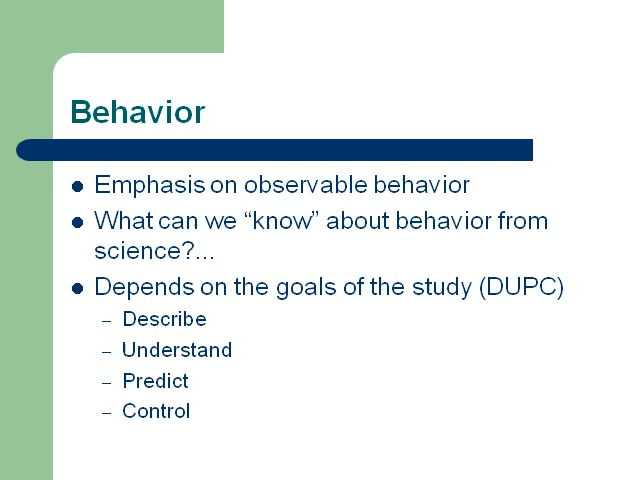 Behavior
● Emphasis on observable behavior
● What can we “know” about behavior from
science?...
● Depends on the goals of the study (DUPC)
– Describe
– Understand
– Predict
– Control